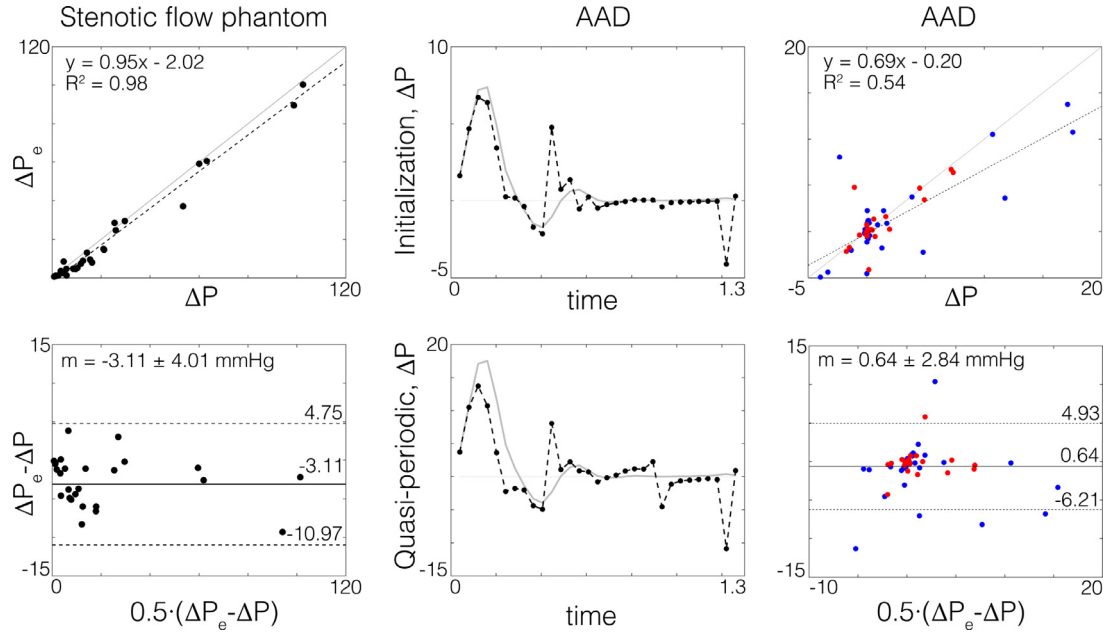 Stenotic flow phantom
AAD
AAD
120
y = 0.95x - 2.02
R² = 0.98
ΔPₑ
ΔP
120
10
Initialization, ΔP
-5
0
time
1.3
20
y = 0.69x - 0.20
R² = 0.54
-5
ΔP
20
15
m = -3.11 ± 4.01 mmHg
4.75
-3.11
-10.97
ΔPₑ-ΔP
-15
0
0.5·(ΔPₑ-ΔP)
120
20
Quasi-periodic, ΔP
-15
0
time
1.3
15
m = 0.64 ± 2.84 mmHg
4.93
0.64
-6.21
-15
-10
0.5·(ΔPₑ-ΔP)
20